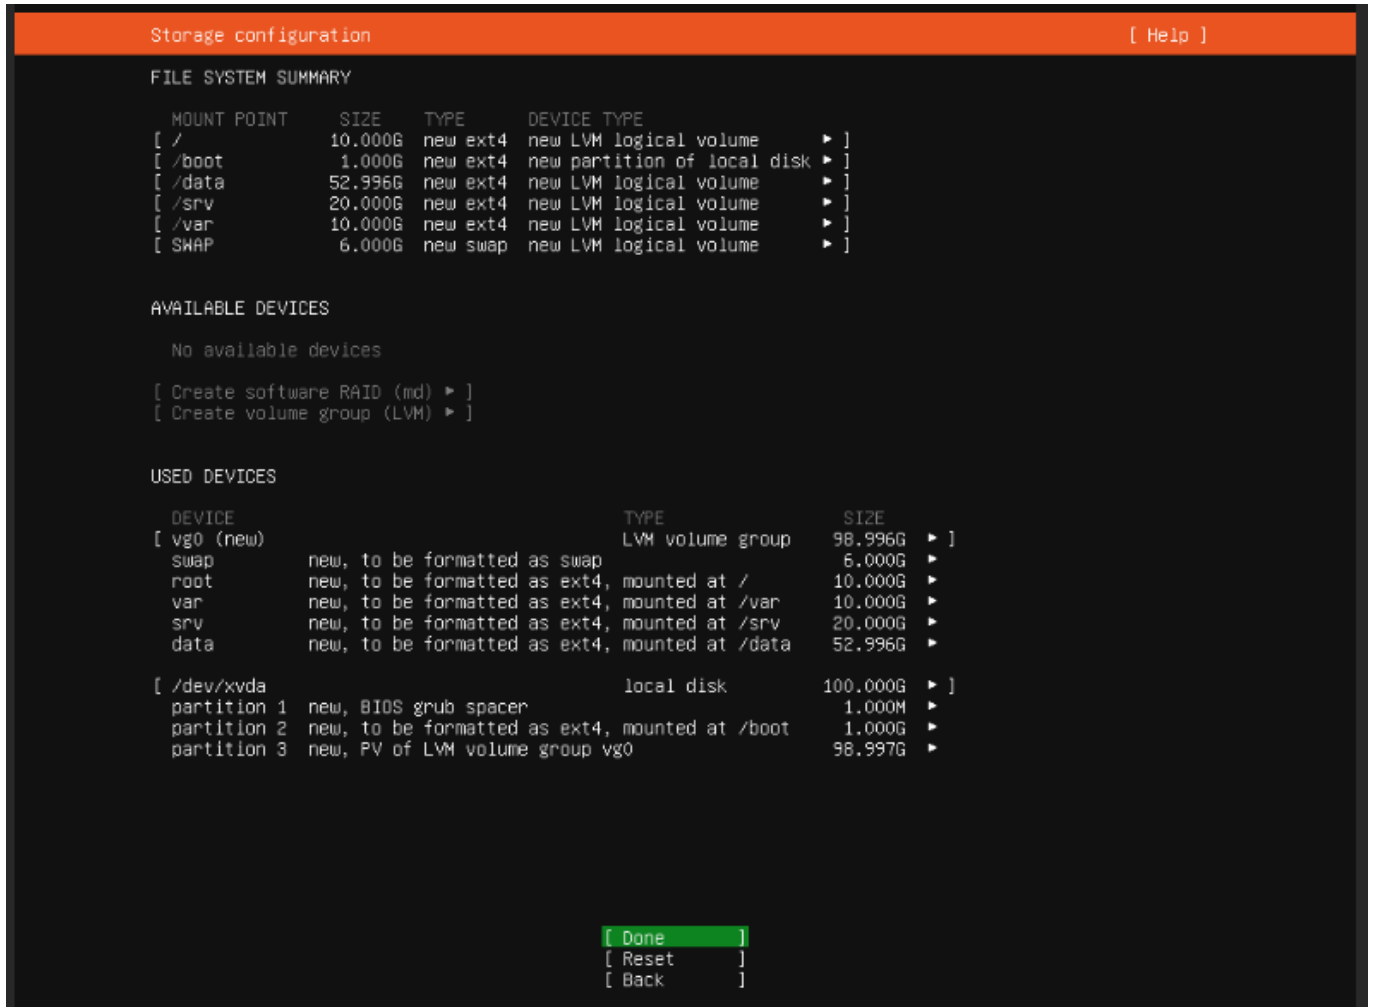 Storage configuration [ Help ]
FILE SYSTEM SUMMARY
MOUNT POINT SIZE TYPE DEVICE TYPE
[ / 10.000G new ext4 new LVM logical volume ▸ ]
[ /boot 1.000G new ext4 new partition of local disk ▸ ]
[ /data 52.996G new ext4 new LVM logical volume ▸ ]
[ /srv 20.000G new ext4 new LVM logical volume ▸ ]
[ /var 10.000G new ext4 new LVM logical volume ▸ ]
[ SWAP 6.000G new swap new LVM logical volume ▸ ]
AVAILABLE DEVICES
No available devices
[ Create software RAID (md) ▸ ]
[ Create volume group (LVM) ▸ ]
USED DEVICES
DEVICE TYPE SIZE
[ vg0 (new) LVM volume group 98.996G ▸ ]
swap new, to be formatted as swap 6.000G ▸
root new, to be formatted as ext4, mounted at / 10.000G ▸
var new, to be formatted as ext4, mounted at /var 10.000G ▸
srv new, to be formatted as ext4, mounted at /srv 20.000G ▸
data new, to be formatted as ext4, mounted at /data 52.996G ▸
[ /dev/xvda local disk 100.000G ▸ ]
partition 1 new, BIOS grub spacer 1.000M ▸
partition 2 new, to be formatted as ext4, mounted at /boot 1.000G ▸
partition 3 new, PV of LVM volume group vg0 98.997G ▸
[ Done ]
[ Reset ]
[ Back ]